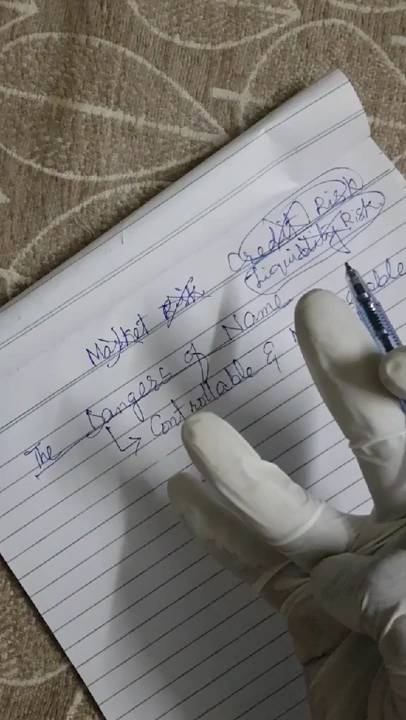 Credit Risk
Market Risk Liquidity Risk
The Dangers of Name
↳ Controllable &